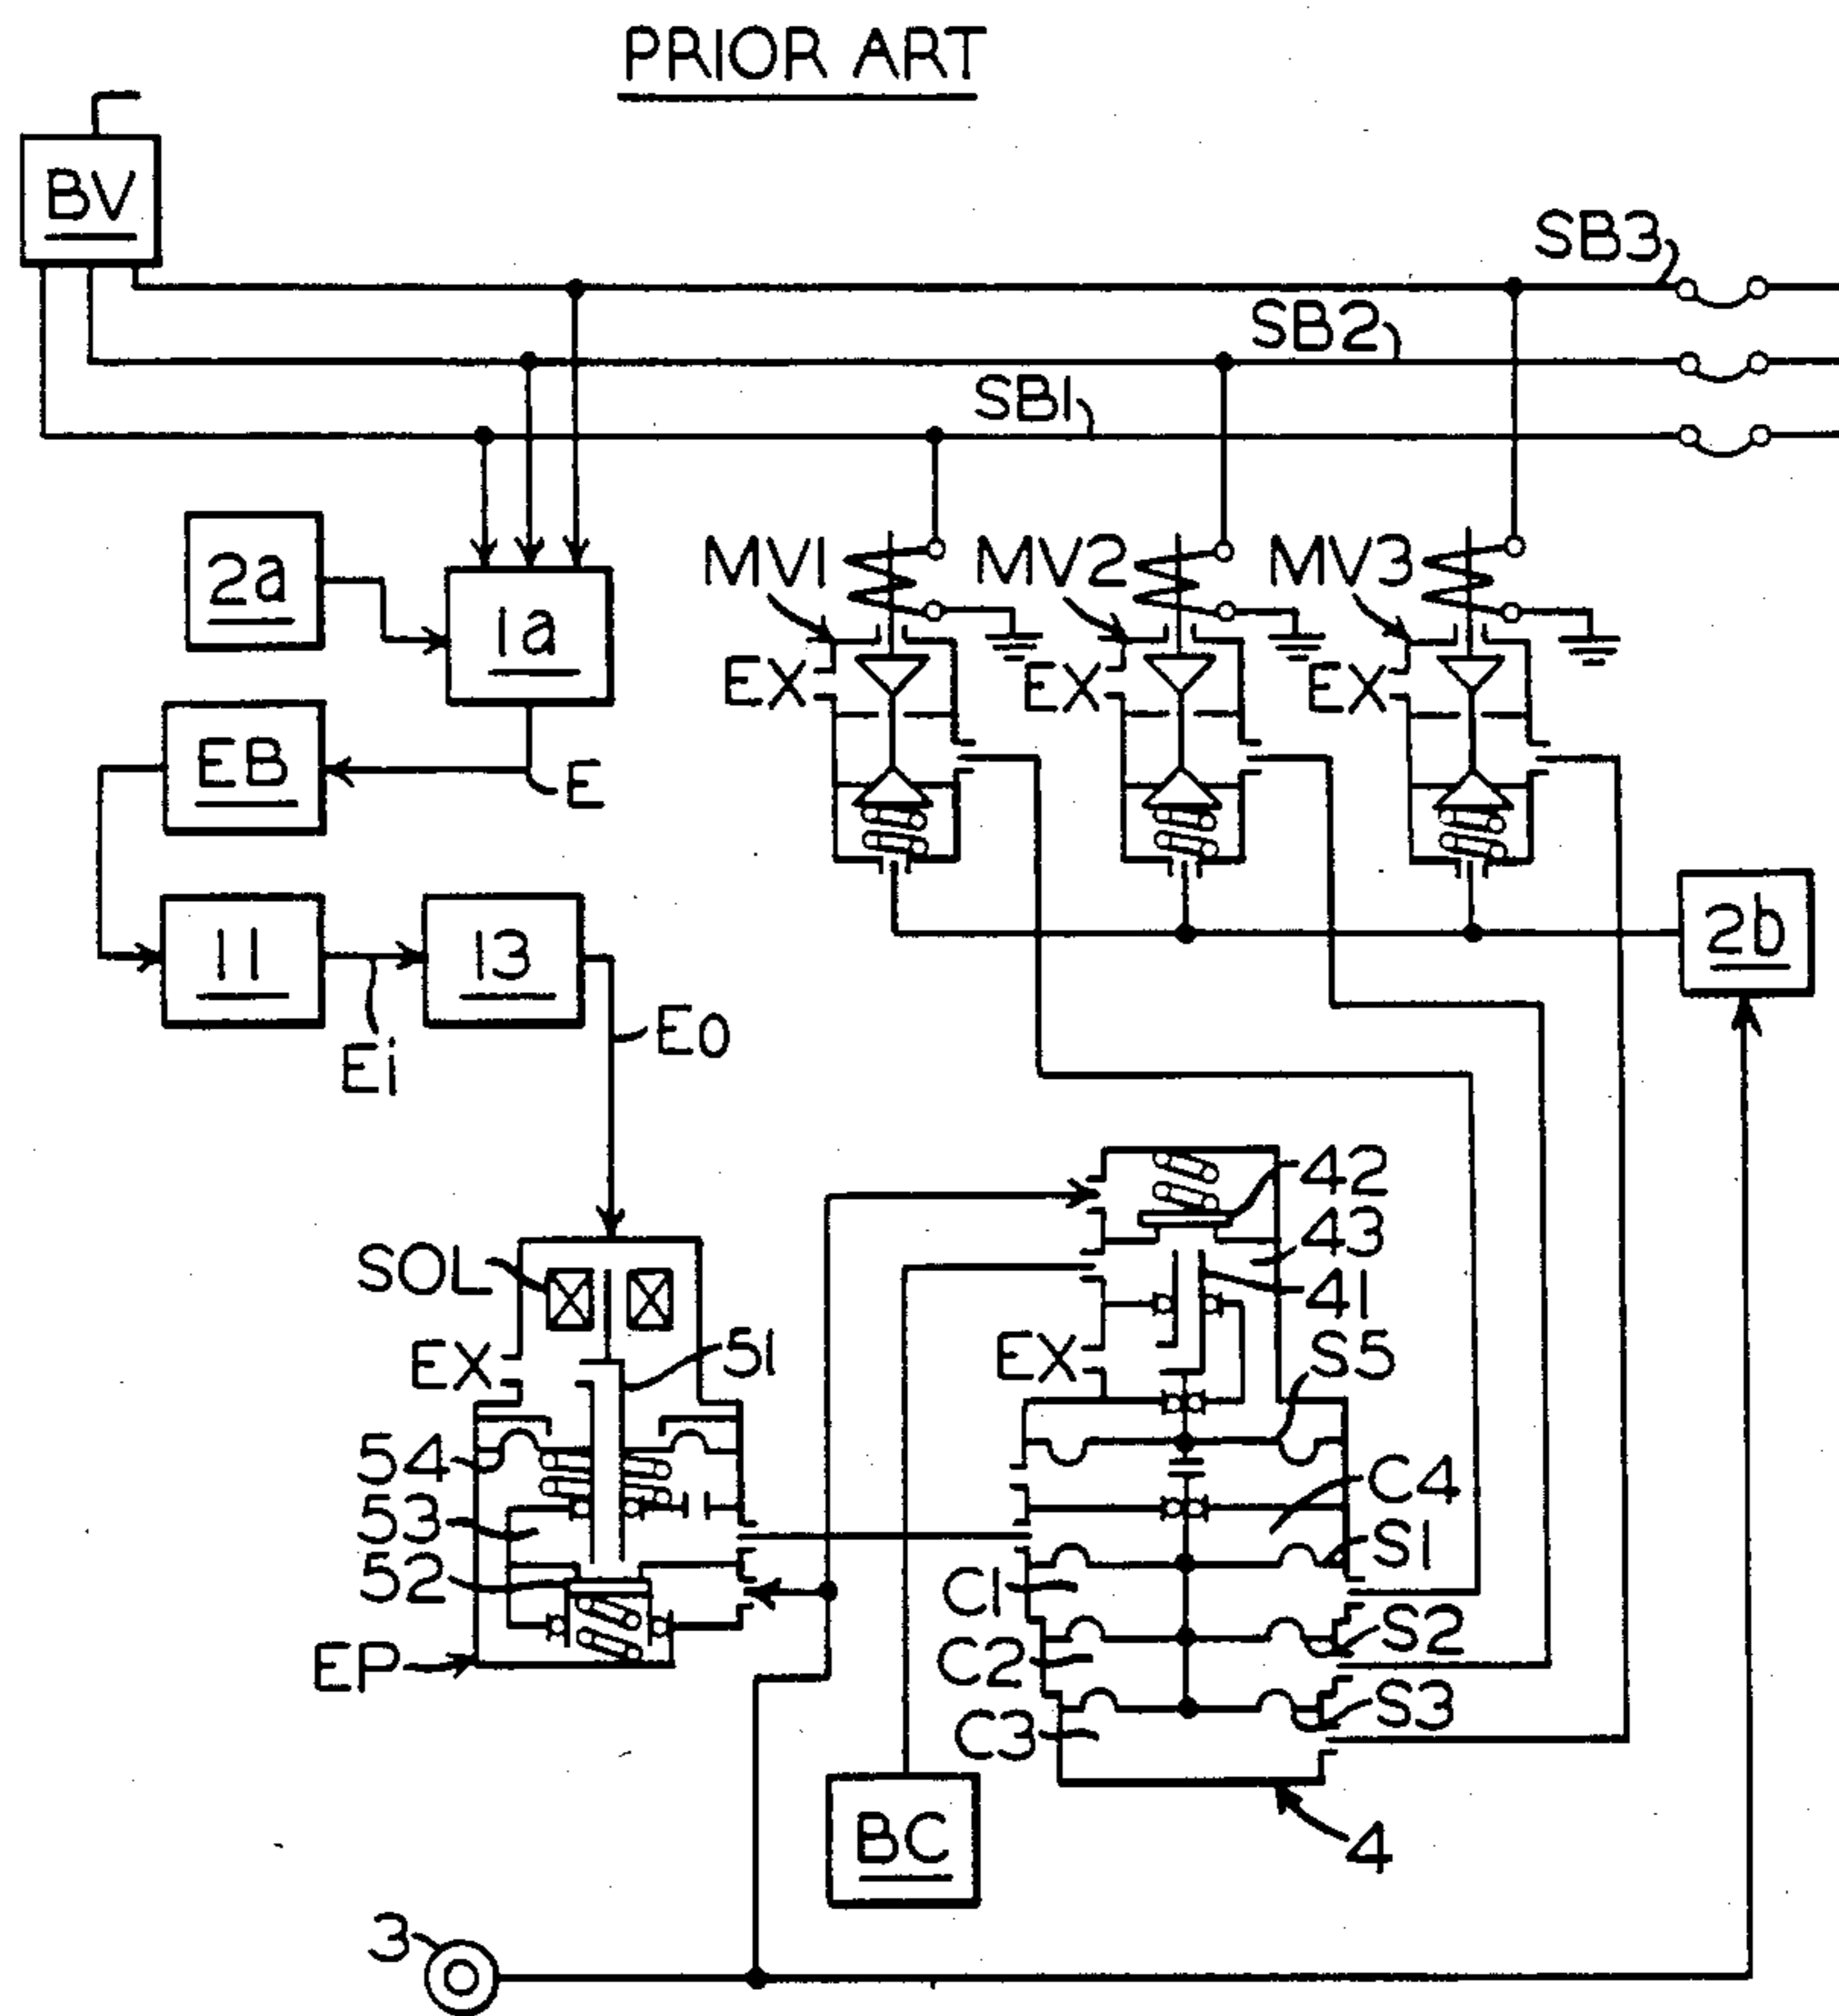 PRIOR ART
BV
SB3
SB2
SB1
2a
1a
MV1
MV2
MV3
EX
EX
EX
EB
E
11
13
2b
Ei
E0
42
43
SOL
41
EX
51
EX
S5
54
C4
53
S1
52
C1
S2
EP
C2
S3
C3
BC
4
3